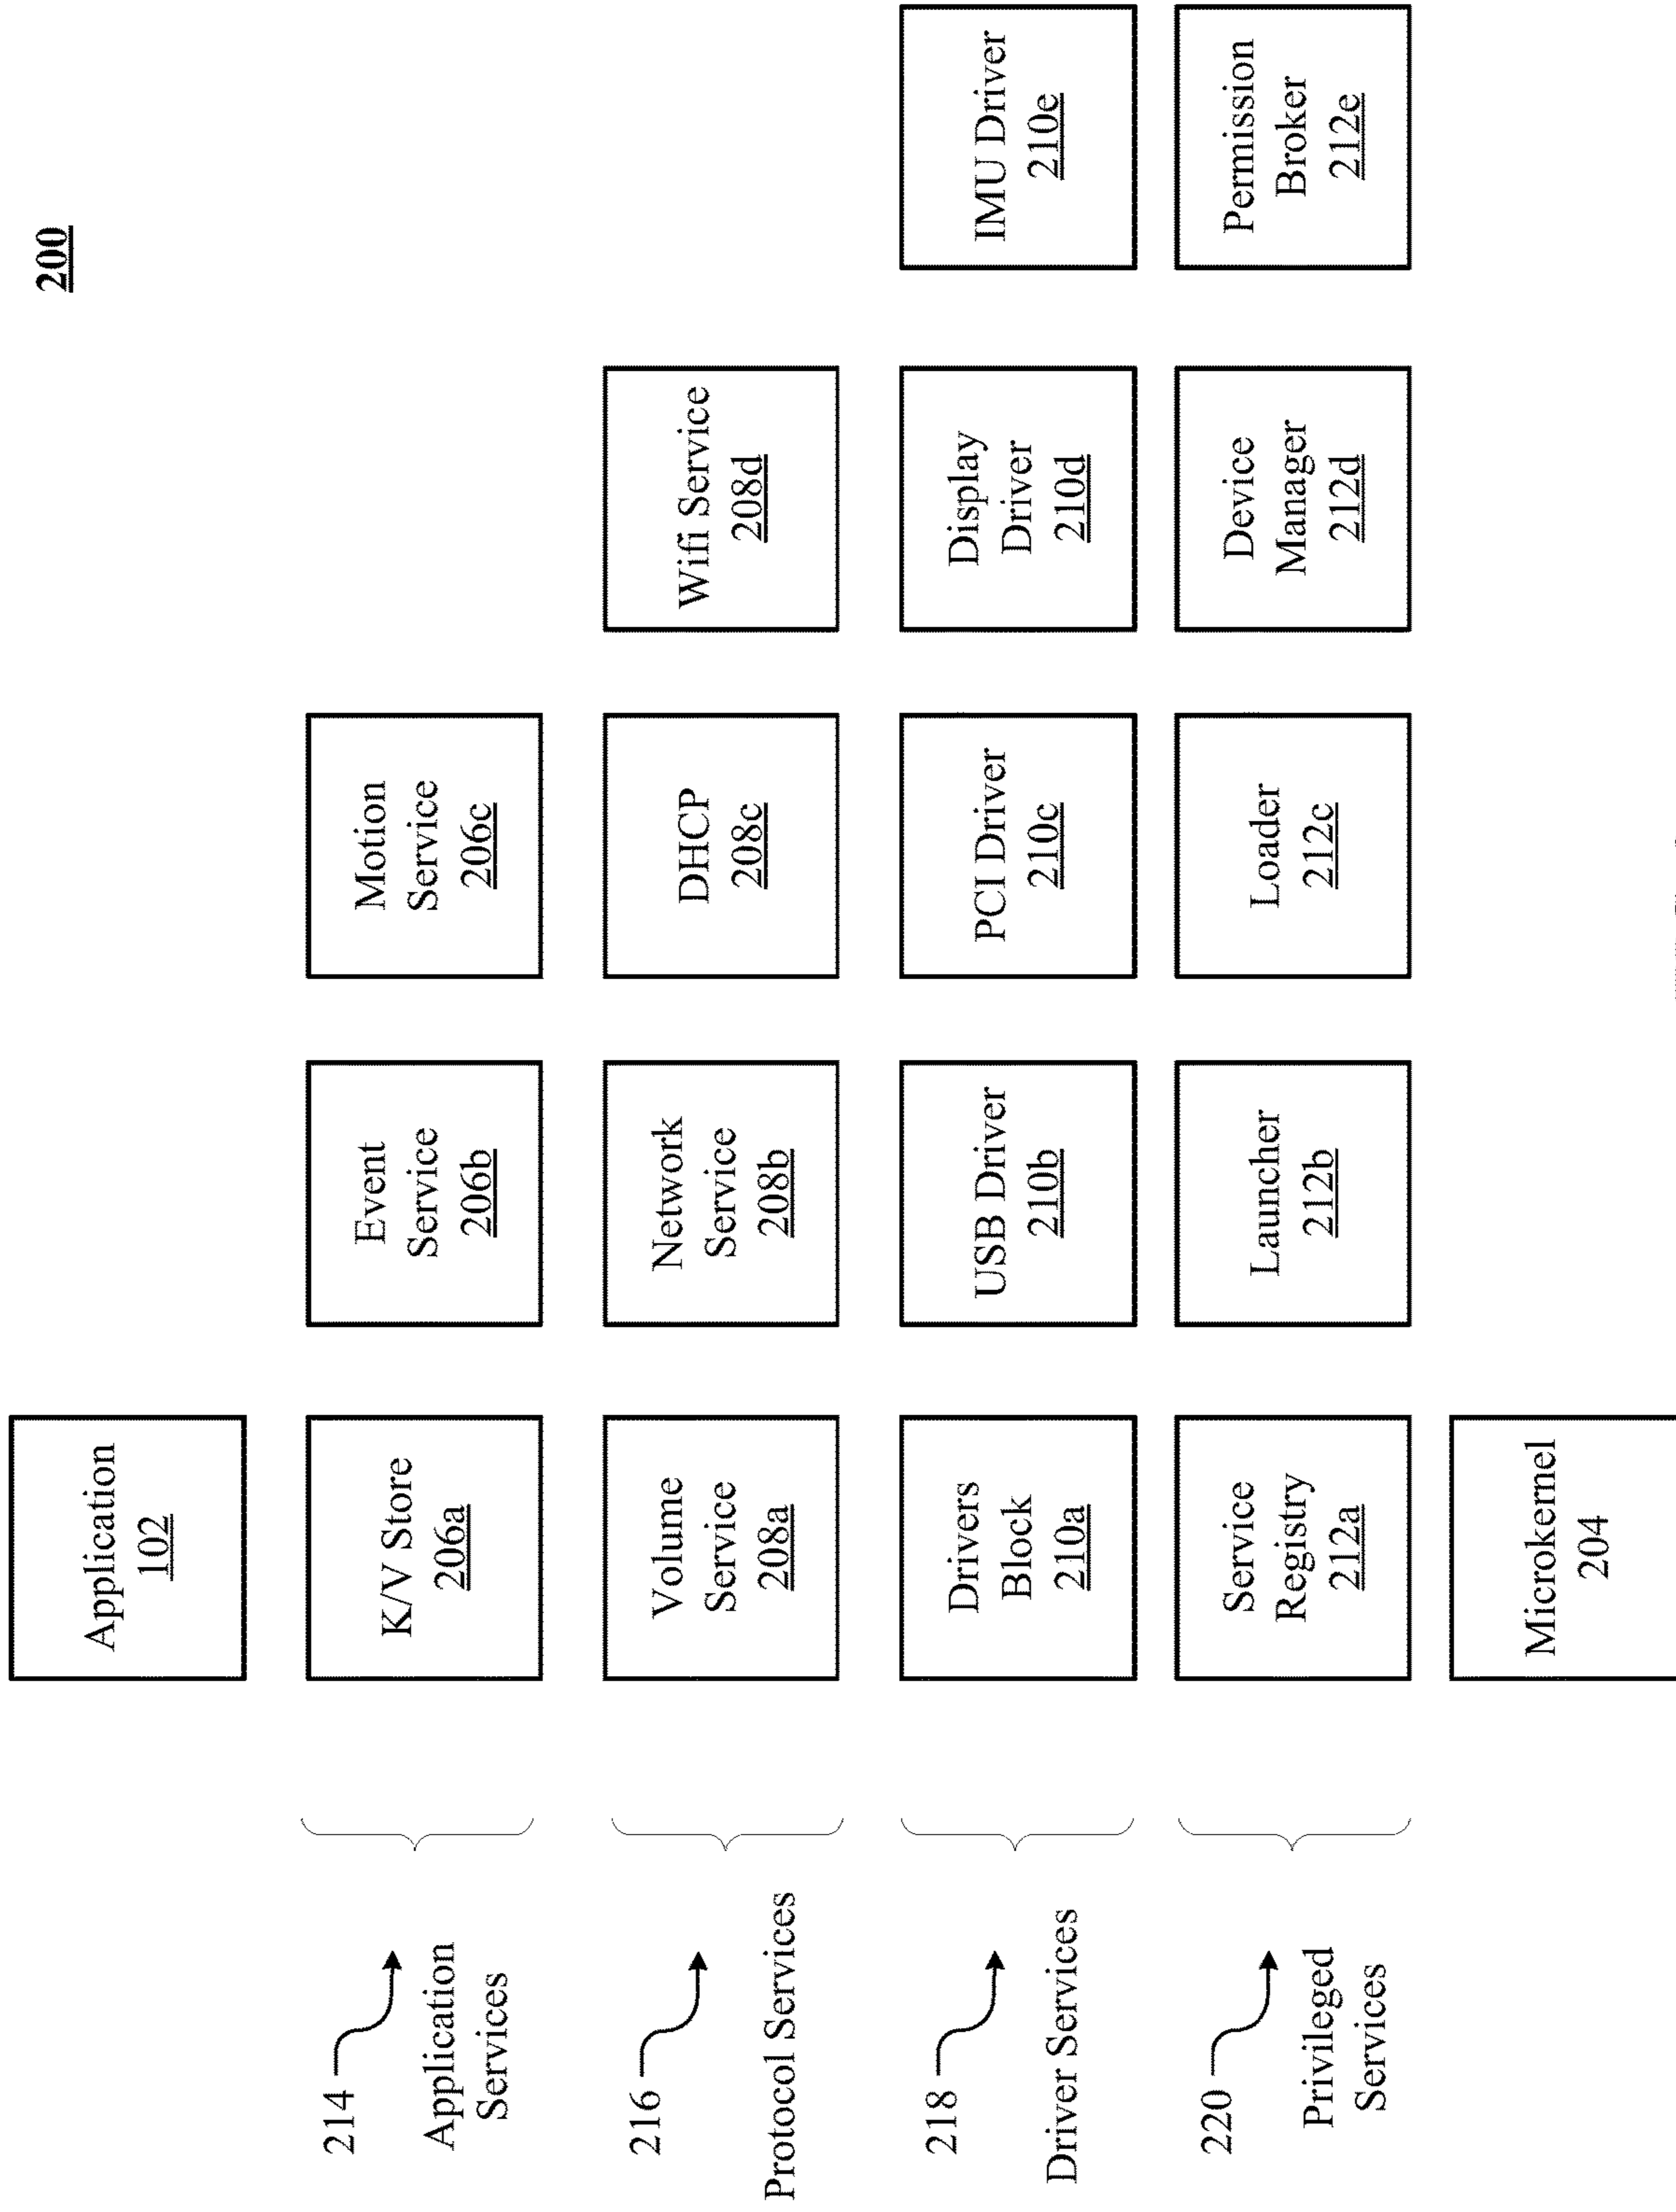 200
Application
102
214
Application
Services
K/V Store
206a
Event
Service
206b
Motion
Service
206c
216
Protocol Services
Volume
Service
208a
Network
Service
208b
DHCP
208c
Wifi Service
208d
218
Driver Services
Drivers
Block
210a
USB Driver
210b
PCI Driver
210c
Display
Driver
210d
IMU Driver
210e
220
Privileged
Services
Service
Registry
212a
Launcher
212b
Loader
212c
Device
Manager
212d
Permission
Broker
212e
Microkernel
204